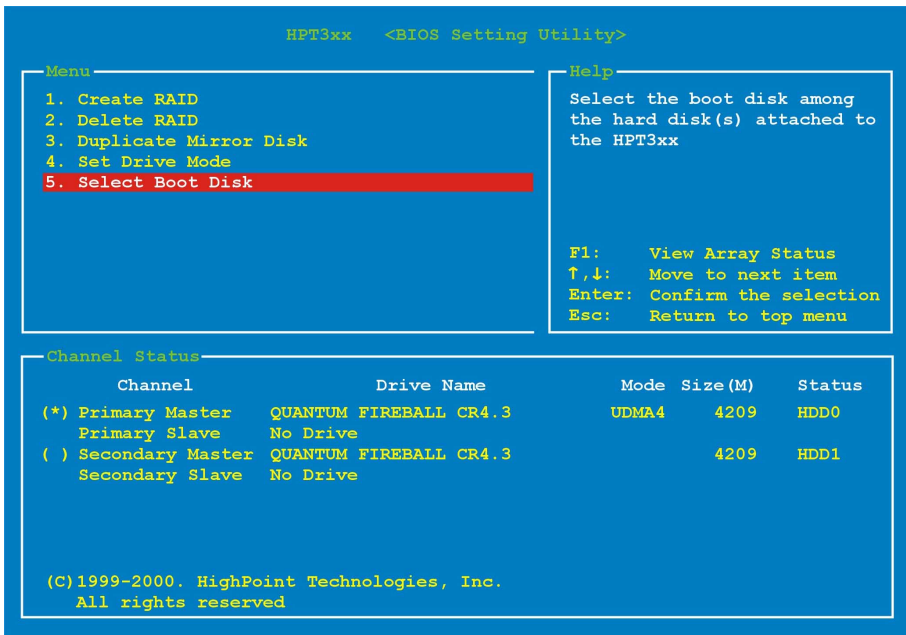 HPT3xx <BIOS Setting Utility>
Menu
1. Create RAID
2. Delete RAID
3. Duplicate Mirror Disk
4. Set Drive Mode
5. Select Boot Disk
Help
Select the boot disk among
the hard disk(s) attached to
the HPT3xx
F1: View Array Status
↑,↓: Move to next item
Enter: Confirm the selection
Esc: Return to top menu
Channel Status
Channel Drive Name Mode Size(M) Status
(*) Primary Master QUANTUM FIREBALL CR4.3 UDMA4 4209 HDD0
Primary Slave No Drive
( ) Secondary Master QUANTUM FIREBALL CR4.3 4209 HDD1
Secondary Slave No Drive
(C)1999-2000. HighPoint Technologies, Inc.
All rights reserved